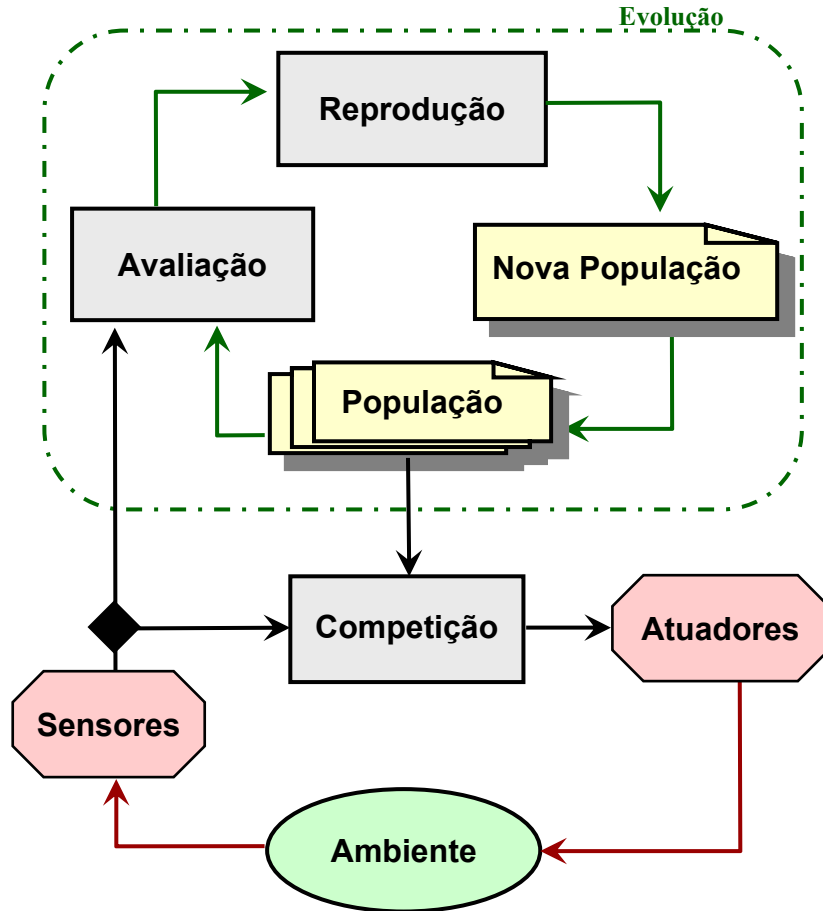 Evolução
Reprodução
Avaliação
Nova População
População
Competição
Atuadores
Sensores
Ambiente